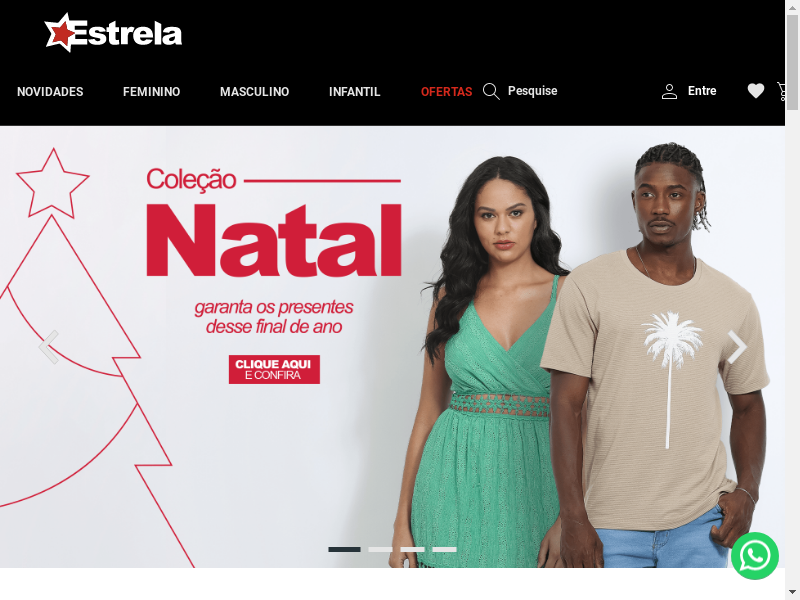 Estrela
NOVIDADES FEMININO MASCULINO INFANTIL OFERTAS Pesquise Entre
Coleção
Natal
garanta os presentes
desse final de ano
CLIQUE AQUI
E CONFIRA